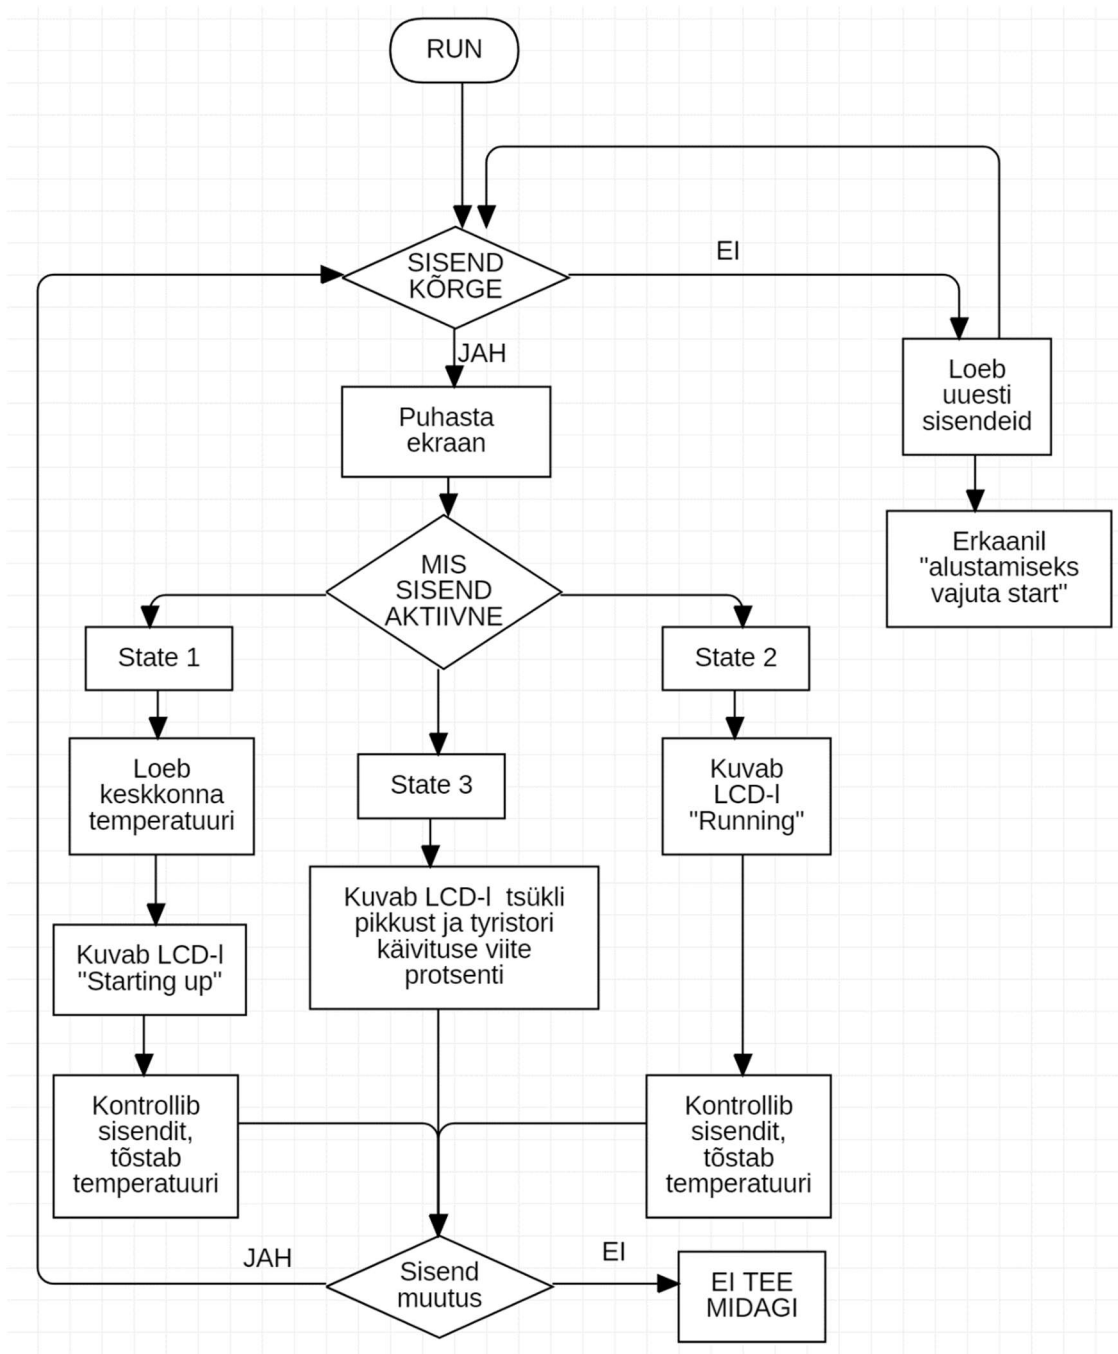 RUN
SISEND
KÕRGE
EI
JAH
Loeb
uuesti
sisendeid
Puhasta
ekraan
Erkaanil
"alustamiseks
vajuta start"
MIS
SISEND
AKTIIVNE
State 1
State 2
State 3
Loeb
keskkonna
temperatuuri
Kuvab
LCD-l
"Running"
Kuvab LCD-l  tsükli
pikkust ja tyristori
käivituse viite
protsenti
Kuvab LCD-l
"Starting up"
Kontrollib
sisendit,
tõstab
temperatuuri
Kontrollib
sisendit,
tõstab
temperatuuri
JAH
Sisend
muutus
EI
EI TEE
MIDAGI